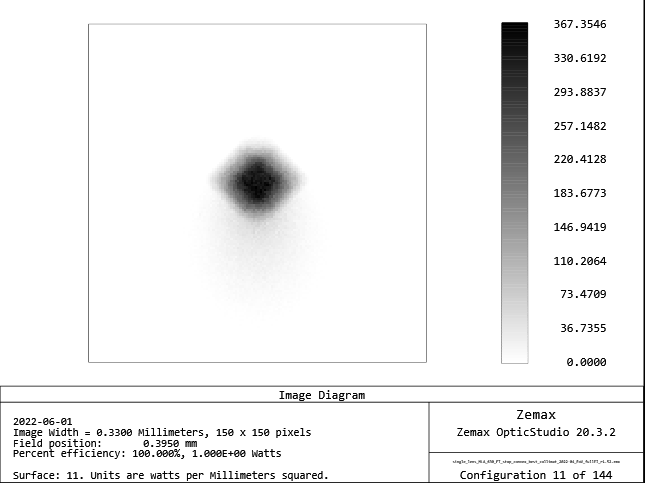 367.3546
330.6192
293.8837
257.1482
220.4128
183.6773
146.9419
110.2064
73.4709
36.7355
0.0000
Image Diagram
2022-06-01
Image Width = 0.3300 Millimeters, 150 x 150 pixels
Field position: 0.3950 mm
Percent efficiency: 100.000%, 1.000E+00 Watts
Surface: 11. Units are watts per Millimeters squared.
Zemax
Zemax OpticStudio 20.3.2
Configuration 11 of 144